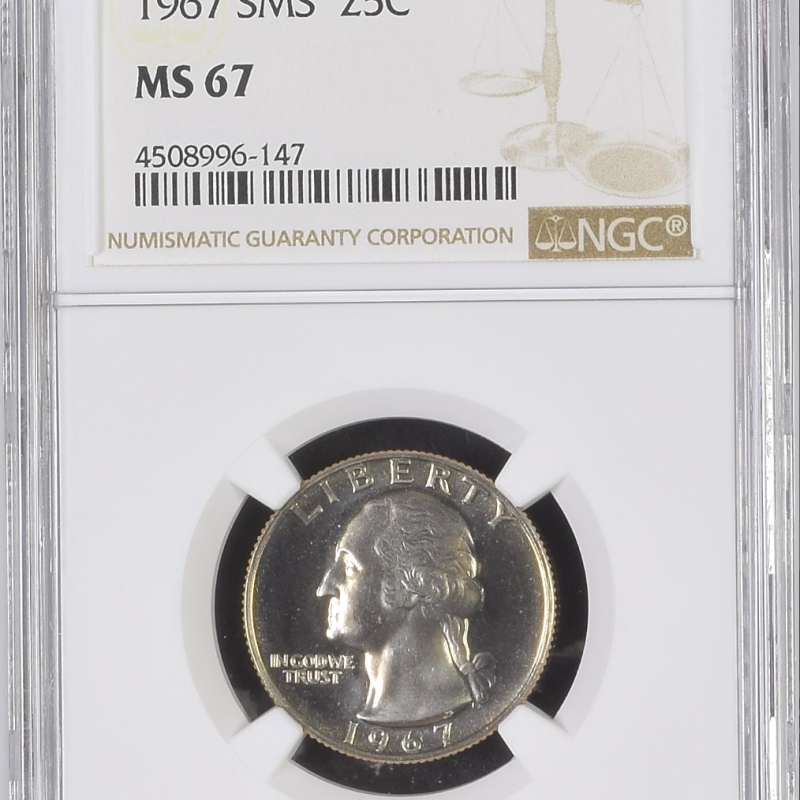 1967 SMS 25C
MS 67
4508996-147
NUMISMATIC GUARANTY CORPORATION
NGC®
LIBERTY
IN GOD WE
TRUST
1967